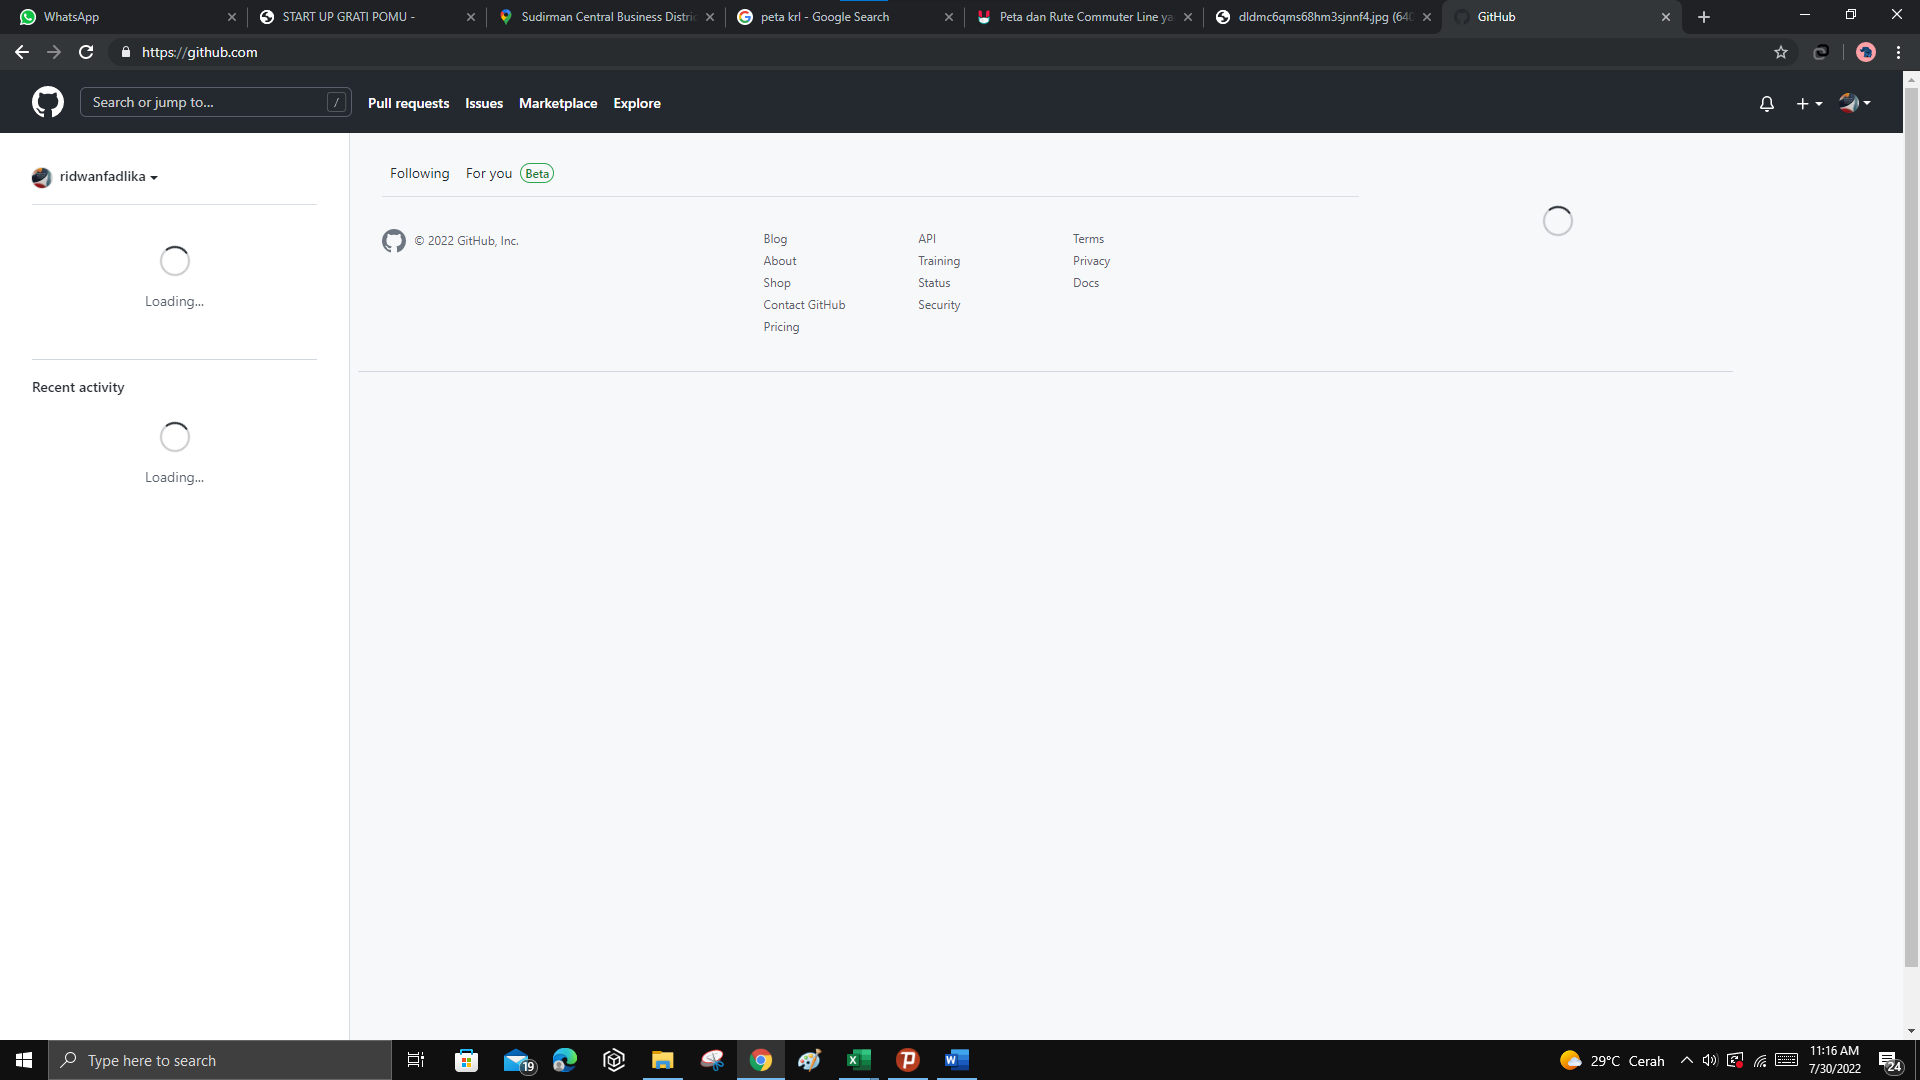 WhatsApp
START UP GRATI POMU -
Sudirman Central Business Distri
peta krl - Google Search
Peta dan Rute Commuter Line ya
dldmc6qms68hm3sjnnf4.jpg (640
GitHub
https://github.com
Search or jump to...
/
Pull requests
Issues
Marketplace
Explore
ridwanfadlika
Loading...
Recent activity
Loading...
Following
For you
Beta
© 2022 GitHub, Inc.
Blog
About
Shop
Contact GitHub
Pricing
API
Training
Status
Security
Terms
Privacy
Docs
Type here to search
19
29°C Cerah
11:16 AM
7/30/2022
24